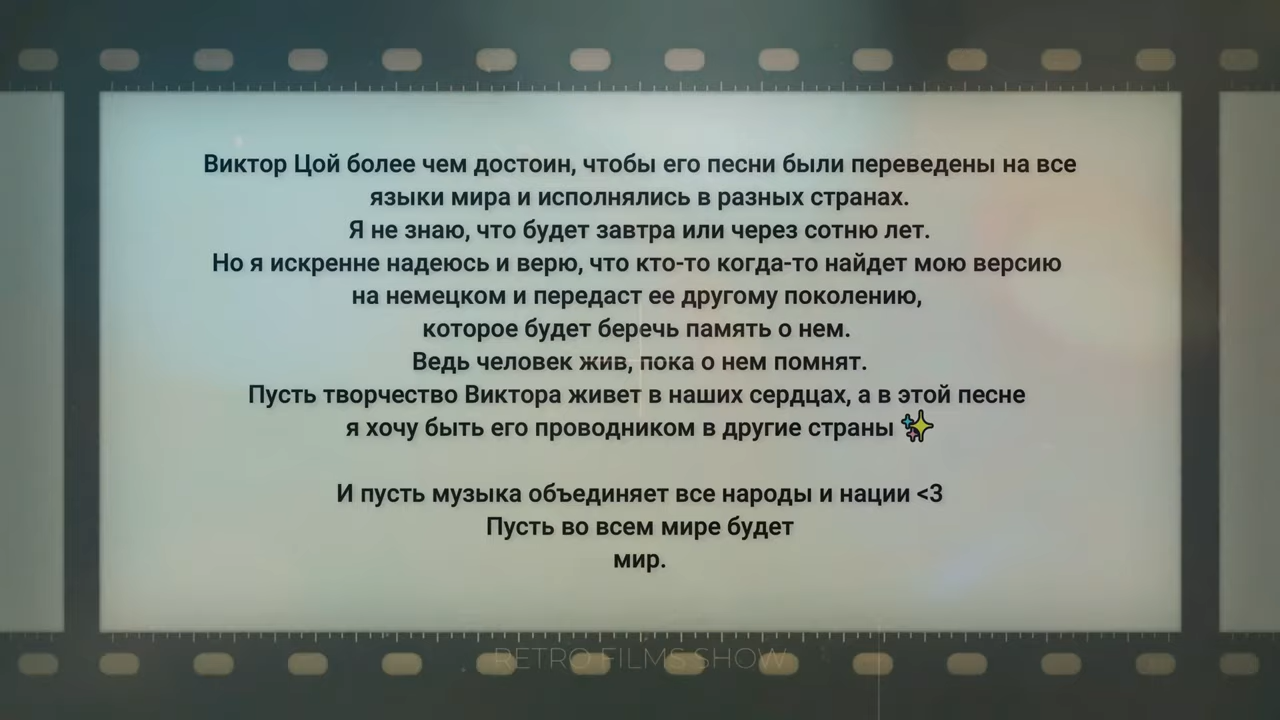 Виктор Цой более чем достоин, чтобы его песни были переведены на все
языки мира и исполнялись в разных странах.
Я не знаю, что будет завтра или через сотню лет.
Но я искренне надеюсь и верю, что кто-то когда-то найдет мою версию
на немецком и передаст ее другому поколению,
которое будет беречь память о нем.
Ведь человек жив, пока о нем помнят.
Пусть творчество Виктора живет в наших сердцах, а в этой песне
я хочу быть его проводником в другие страны ✨
И пусть музыка объединяет все народы и нации <3
Пусть во всем мире будет
мир.
RETRO FILMS SHOW